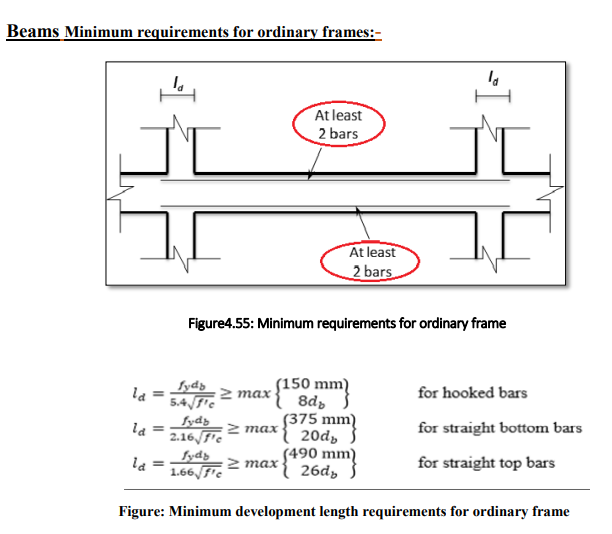 Beams Minimum requirements for ordinary frames:-
l_d
l_d
At least
2 bars
At least
2 bars
Figure4.55: Minimum requirements for ordinary frame
l_d = f_y d_b / 5.4√f'_c ≥ max {150 mm, 8d_b} for hooked bars
l_d = f_y d_b / 2.16√f'_c ≥ max {375 mm, 20d_b} for straight bottom bars
l_d = f_y d_b / 1.66√f'_c ≥ max {490 mm, 26d_b} for straight top bars
Figure: Minimum development length requirements for ordinary frame